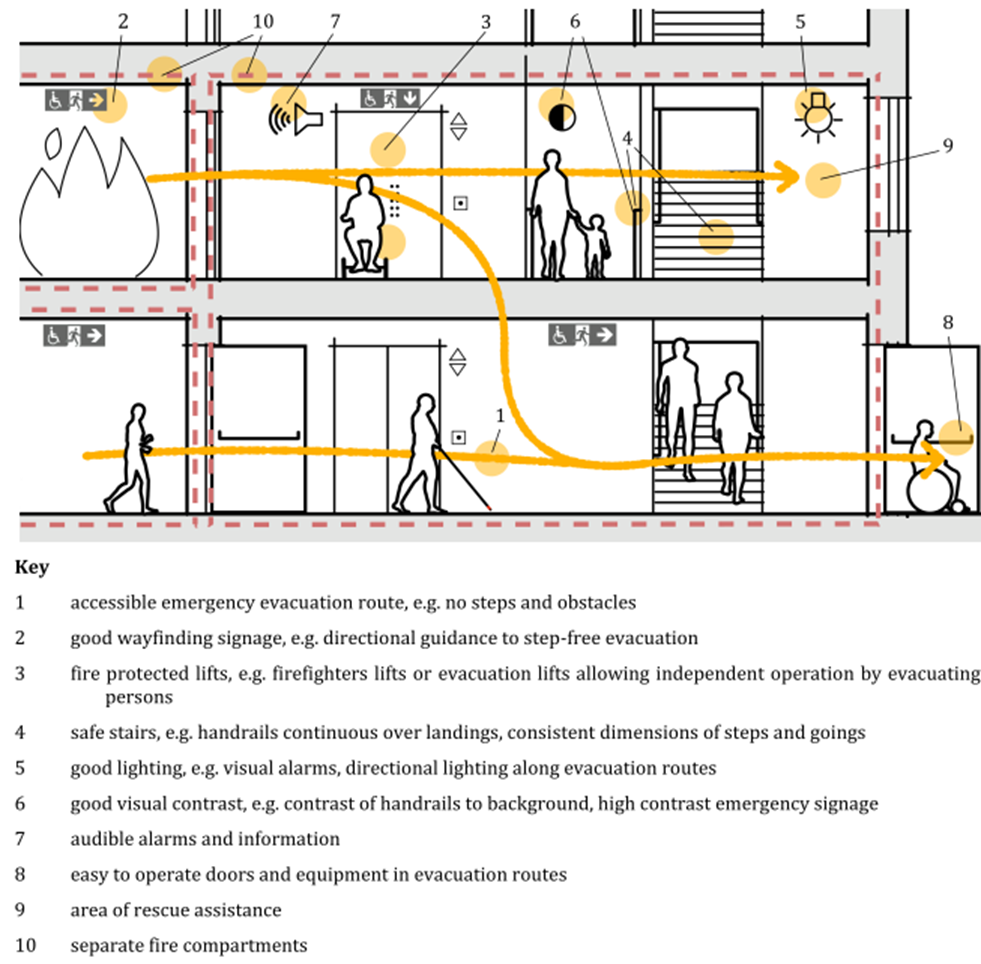 2 10 7 3 6 5
4
9
8
1
Key
1 accessible emergency evacuation route, e.g. no steps and obstacles
2 good wayfinding signage, e.g. directional guidance to step-free evacuation
3 fire protected lifts, e.g. firefighters lifts or evacuation lifts allowing independent operation by evacuating
persons
4 safe stairs, e.g. handrails continuous over landings, consistent dimensions of steps and goings
5 good lighting, e.g. visual alarms, directional lighting along evacuation routes
6 good visual contrast, e.g. contrast of handrails to background, high contrast emergency signage
7 audible alarms and information
8 easy to operate doors and equipment in evacuation routes
9 area of rescue assistance
10 separate fire compartments